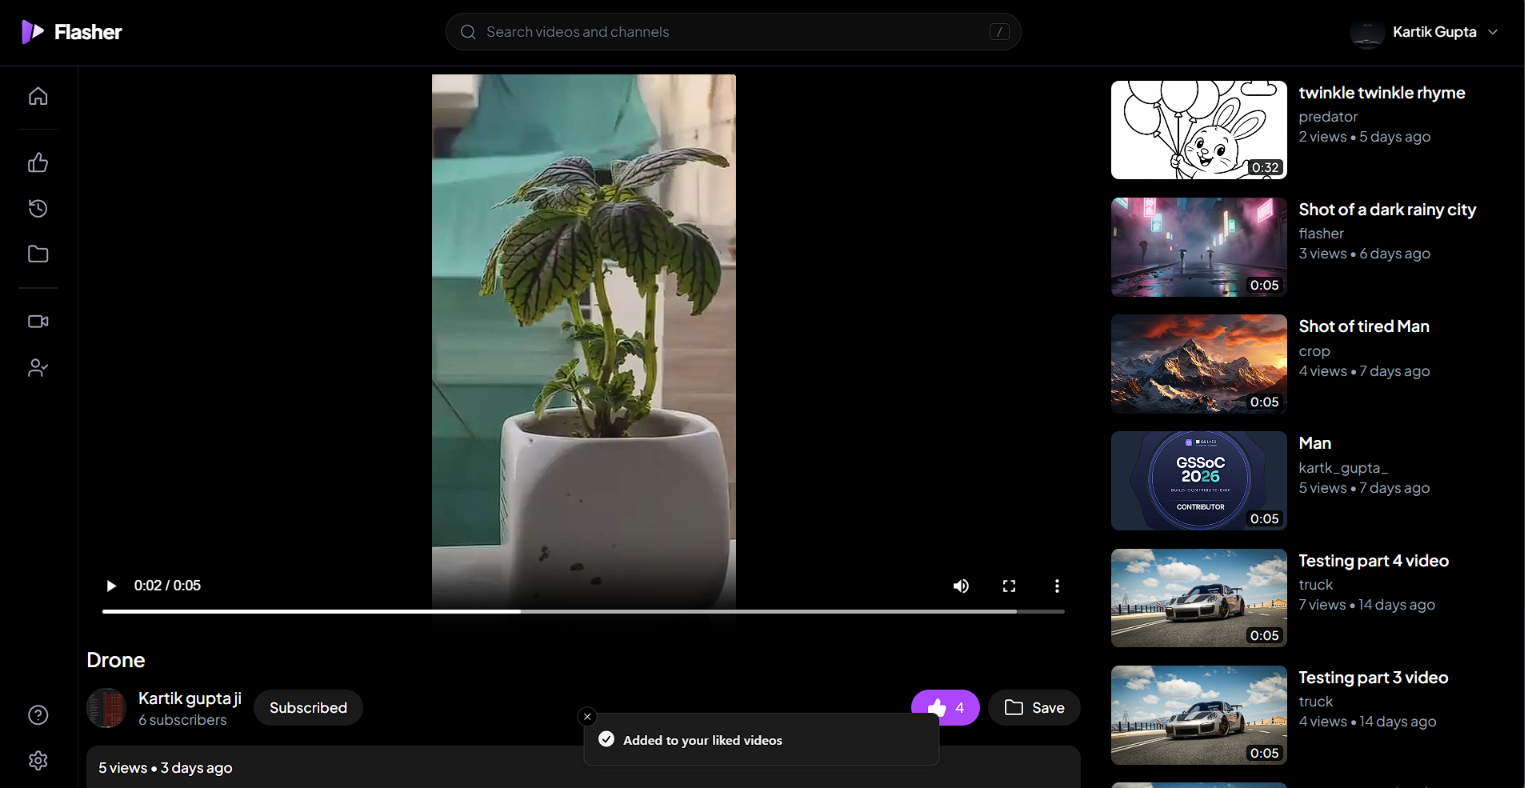 Flasher
Search videos and channels
/
Kartik Gupta
0:02 / 0:05
Drone
Kartik gupta ji
6 subscribers
Subscribed
4
Save
Added to your liked videos
5 views • 3 days ago
0:32
twinkle twinkle rhyme
predator
2 views • 5 days ago
0:05
Shot of a dark rainy city
flasher
3 views • 6 days ago
0:05
Shot of tired Man
crop
4 views • 7 days ago
GSSoC
2026
CONTRIBUTOR
0:05
Man
kartk_gupta_
5 views • 7 days ago
0:05
Testing part 4 video
truck
7 views • 14 days ago
0:05
Testing part 3 video
truck
4 views • 14 days ago